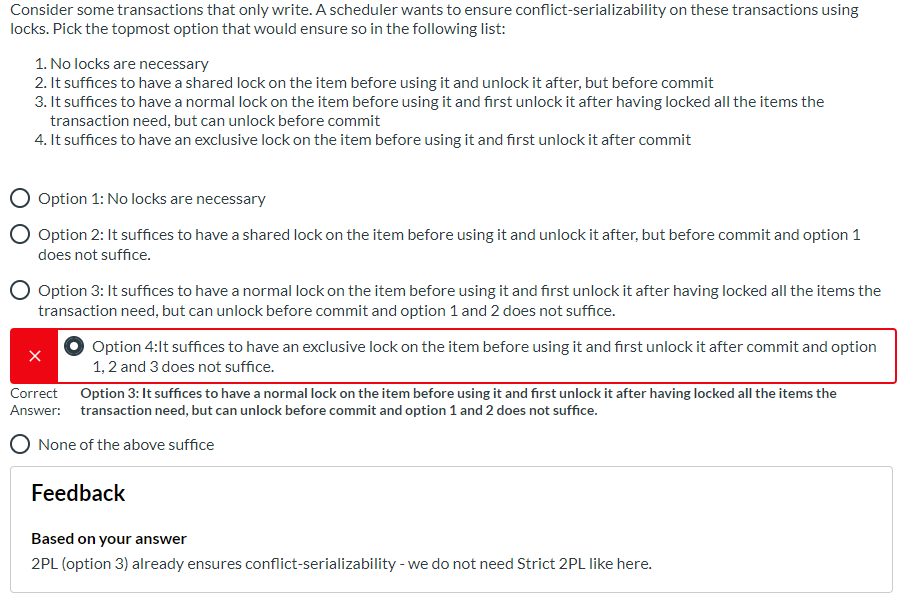 Consider some transactions that only write. A scheduler wants to ensure conflict-serializability on these transactions using
locks. Pick the topmost option that would ensure so in the following list:
1. No locks are necessary
2. It suffices to have a shared lock on the item before using it and unlock it after, but before commit
3. It suffices to have a normal lock on the item before using it and first unlock it after having locked all the items the
transaction need, but can unlock before commit
4. It suffices to have an exclusive lock on the item before using it and first unlock it after commit
Option 1: No locks are necessary
Option 2: It suffices to have a shared lock on the item before using it and unlock it after, but before commit and option 1
does not suffice.
Option 3: It suffices to have a normal lock on the item before using it and first unlock it after having locked all the items the
transaction need, but can unlock before commit and option 1 and 2 does not suffice.
Option 4:It suffices to have an exclusive lock on the item before using it and first unlock it after commit and option
1, 2 and 3 does not suffice.
Correct Option 3: It suffices to have a normal lock on the item before using it and first unlock it after having locked all the items the
Answer: transaction need, but can unlock before commit and option 1 and 2 does not suffice.
None of the above suffice
Feedback
Based on your answer
2PL (option 3) already ensures conflict-serializability - we do not need Strict 2PL like here.